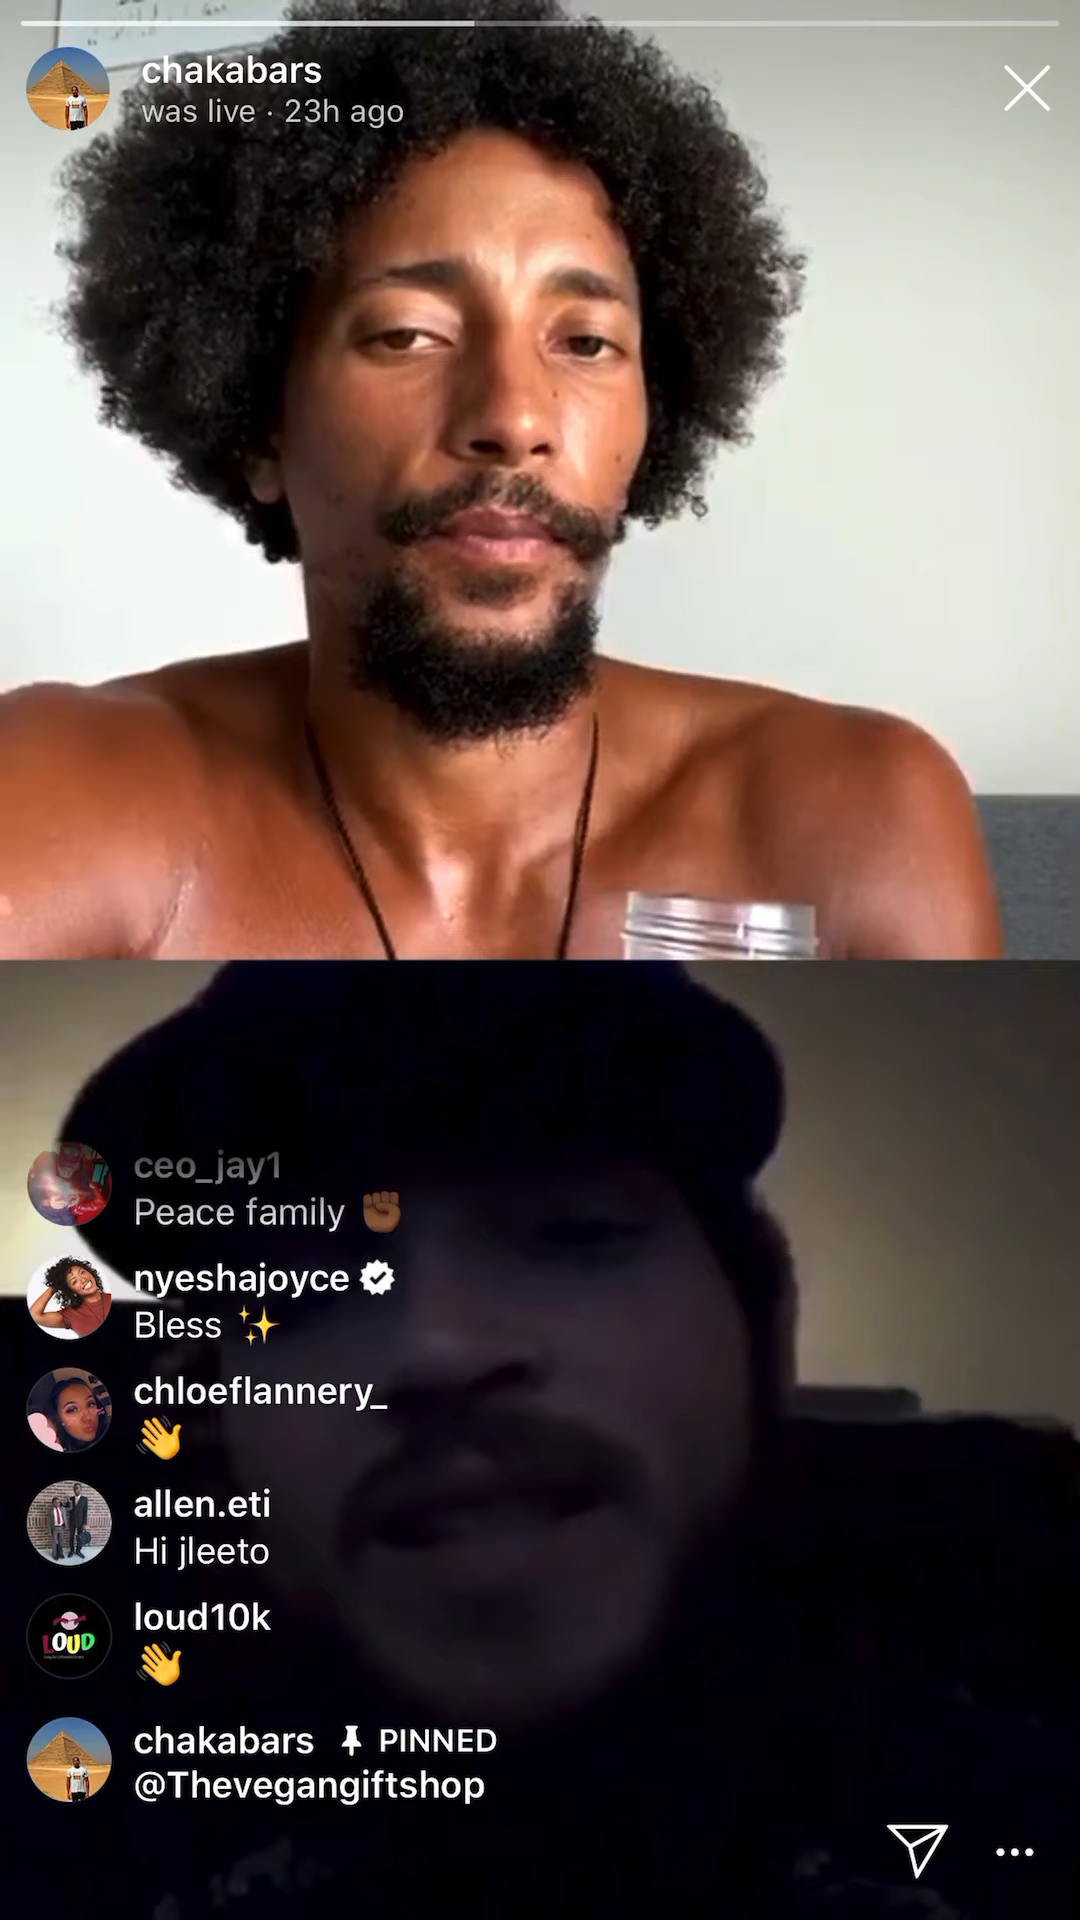 chakabars
was live · 23h ago
ceo_jay1
Peace family ✊🏾
nyeshajoyce
Bless ✨
chloeflannery_
👋
allen.eti
Hi jleeto
LOUD
loud10k
👋
chakabars PINNED
@Thevegangiftshop